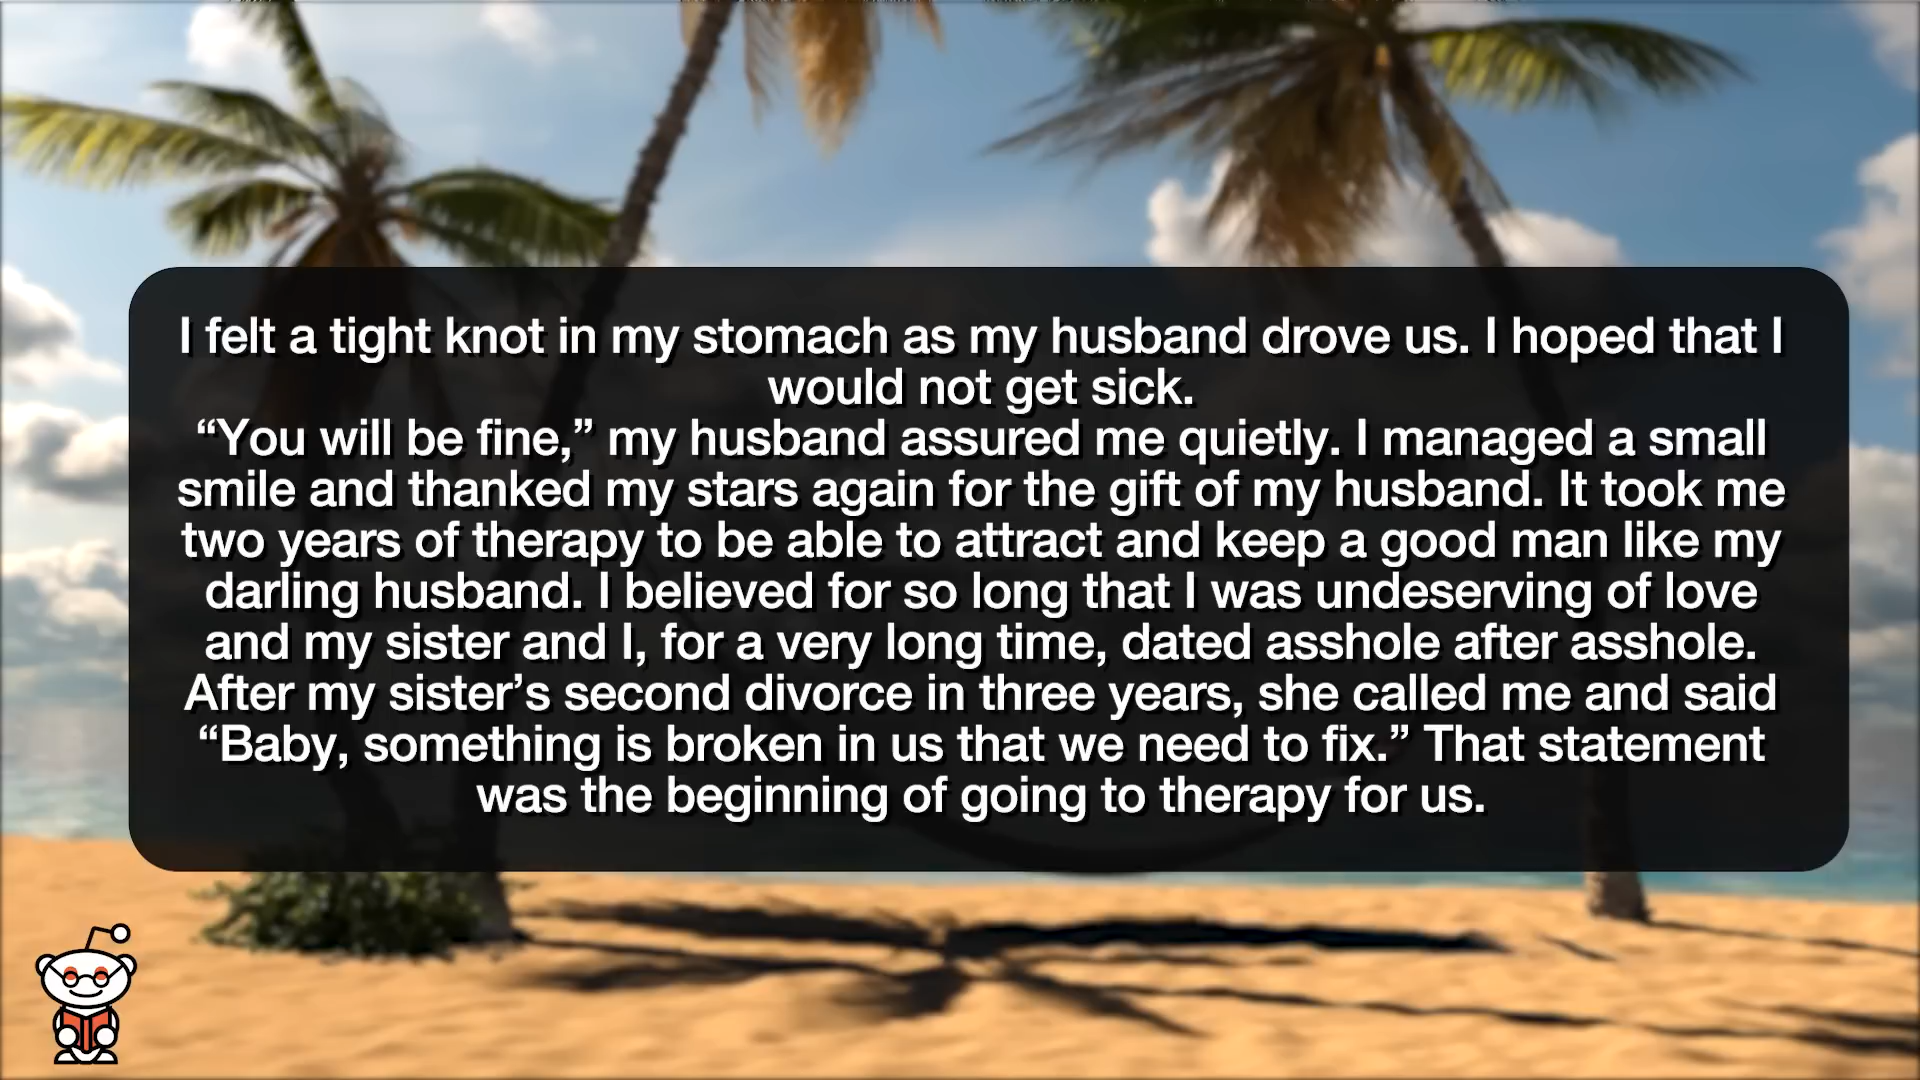 I felt a tight knot in my stomach as my husband drove us. I hoped that I
would not get sick.
“You will be fine,” my husband assured me quietly. I managed a small
smile and thanked my stars again for the gift of my husband. It took me
two years of therapy to be able to attract and keep a good man like my
darling husband. I believed for so long that I was undeserving of love
and my sister and I, for a very long time, dated asshole after asshole.
After my sister’s second divorce in three years, she called me and said
“Baby, something is broken in us that we need to fix.” That statement
was the beginning of going to therapy for us.